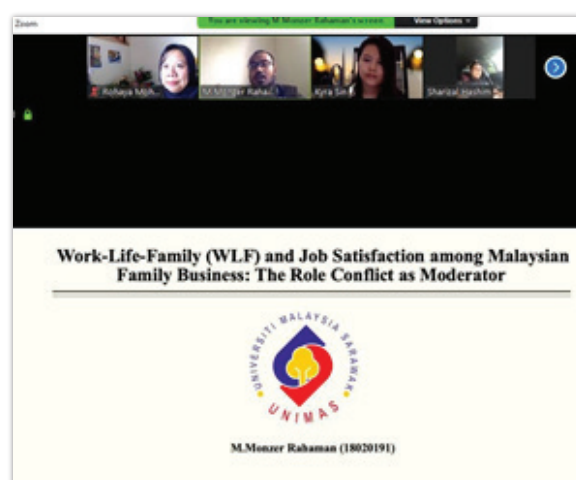 Zoom
You are viewing M.Monzer Rahaman's screen
View Options
Rohaya Moh...
M.Monzer Raha...
Kyra Sin
Sharizal Hashim
Work-Life-Family (WLF) and Job Satisfaction among Malaysian
Family Business: The Role Conflict as Moderator
UNIVERSITI MALAYSIA SARAWAK
UNIMAS
M.Monzer Rahaman (18020191)